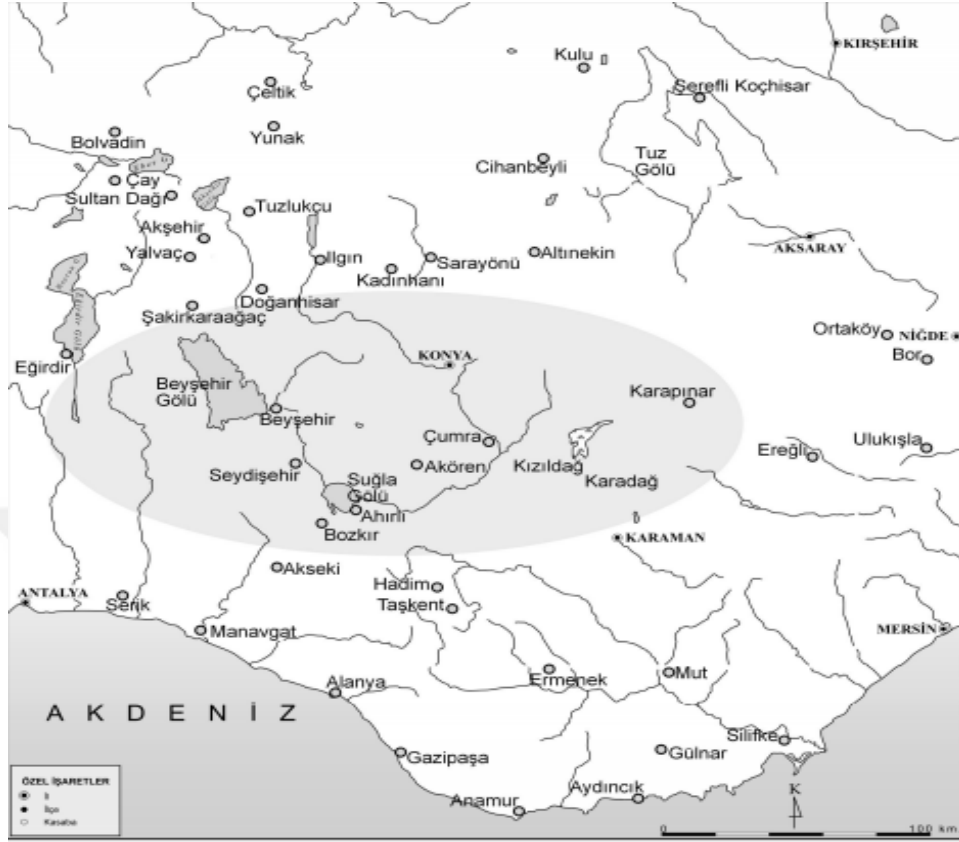 KIRŞEHİR
Kulu
Şerefli Koçhisar
Çeltik
Yunak
Bolvadin
Cihanbeyli
Tuz
Gölü
Çay
Sultan Dağı
Tuzlukçu
Akşehir
Yalvaç
AKSARAY
Altınekin
Sarayönü
Ilgın
Kadınhanı
Doğanhisar
Şakirkaraağaç
Ortaköy
NİĞDE
Bor
Eğirdir
KONYA
Beyşehir
Gölü
Karapınar
Beyşehir
Çumra
Ulukışla
Ereğli
Seydişehir
Akören
Kızıldağ
Karadağ
Suğla
Gölü
Ahırlı
Bozkır
KARAMAN
Akseki
Hadim
Taşkent
ANTALYA
Serik
Manavgat
MERSİN
Ermenek
Mut
Alanya
AKDENİZ
Silifke
Gülnar
Gazipaşa
Aydıncık
Anamur
K
0 100 km
ÖZEL İŞARETLER
İl
İlçe
Kasaba